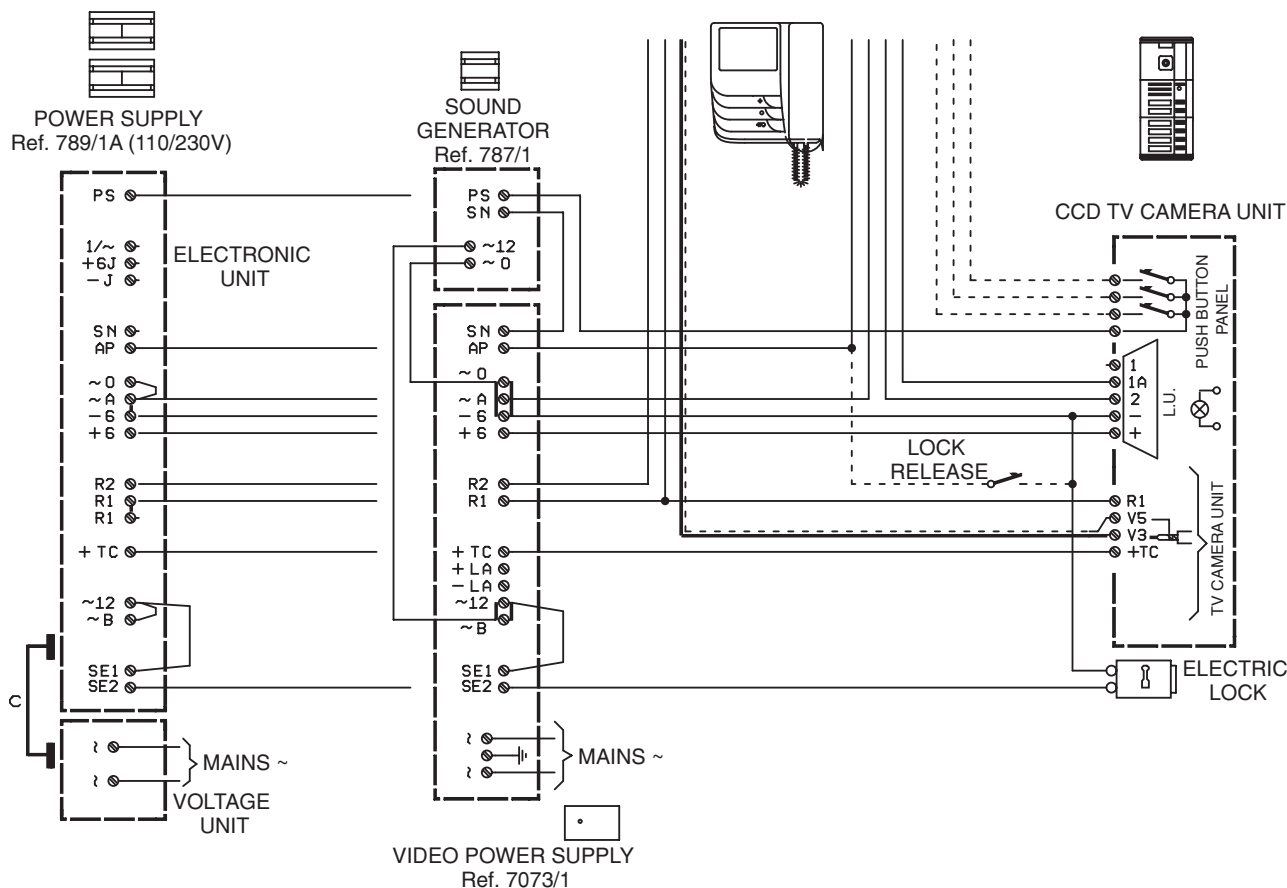 POWER SUPPLY
Ref. 789/1A (110/230V)
SOUND
GENERATOR
Ref. 787/1
CCD TV CAMERA UNIT
PS
1/~
+6J
-J
ELECTRONIC
UNIT
SN
AP
~0
~A
-6
+6
R2
R1
R1
+TC
~12
~B
SE1
SE2
C
~
~
MAINS ~
VOLTAGE
UNIT
PS
SN
~12
~0
SN
AP
~0
~A
-6
+6
R2
R1
+TC
+LA
-LA
~12
~B
SE1
SE2
~
~
MAINS ~
VIDEO POWER SUPPLY
Ref. 7073/1
LOCK
RELEASE
PUSH BUTTON
PANEL
1
1A
2
-
+
L.U.
R1
V5
V3
+TC
TV CAMERA UNIT
ELECTRIC
LOCK